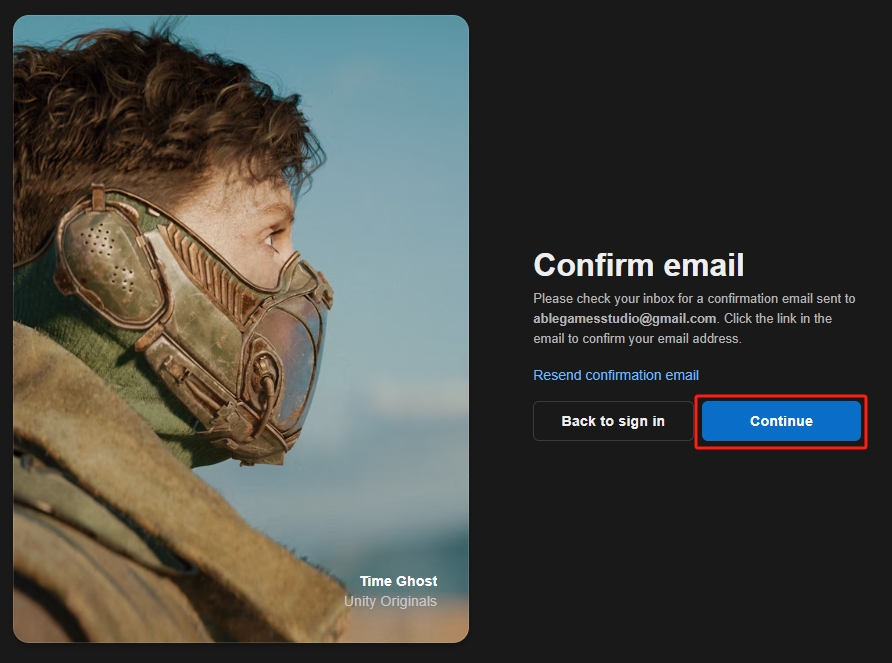 Confirm email
Please check your inbox for a confirmation email sent to
ablegamesstudio@gmail.com. Click the link in the
email to confirm your email address.
Resend confirmation email
Back to sign in
Continue
Time Ghost
Unity Originals